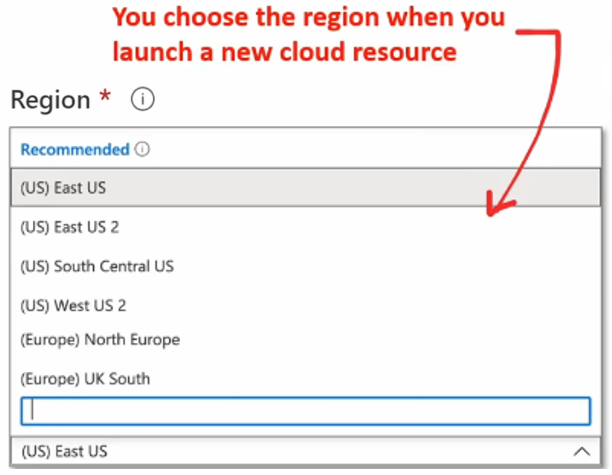 You choose the region when you
launch a new cloud resource
Region *
Recommended
(US) East US
(US) East US 2
(US) South Central US
(US) West US 2
(Europe) North Europe
(Europe) UK South
(US) East US